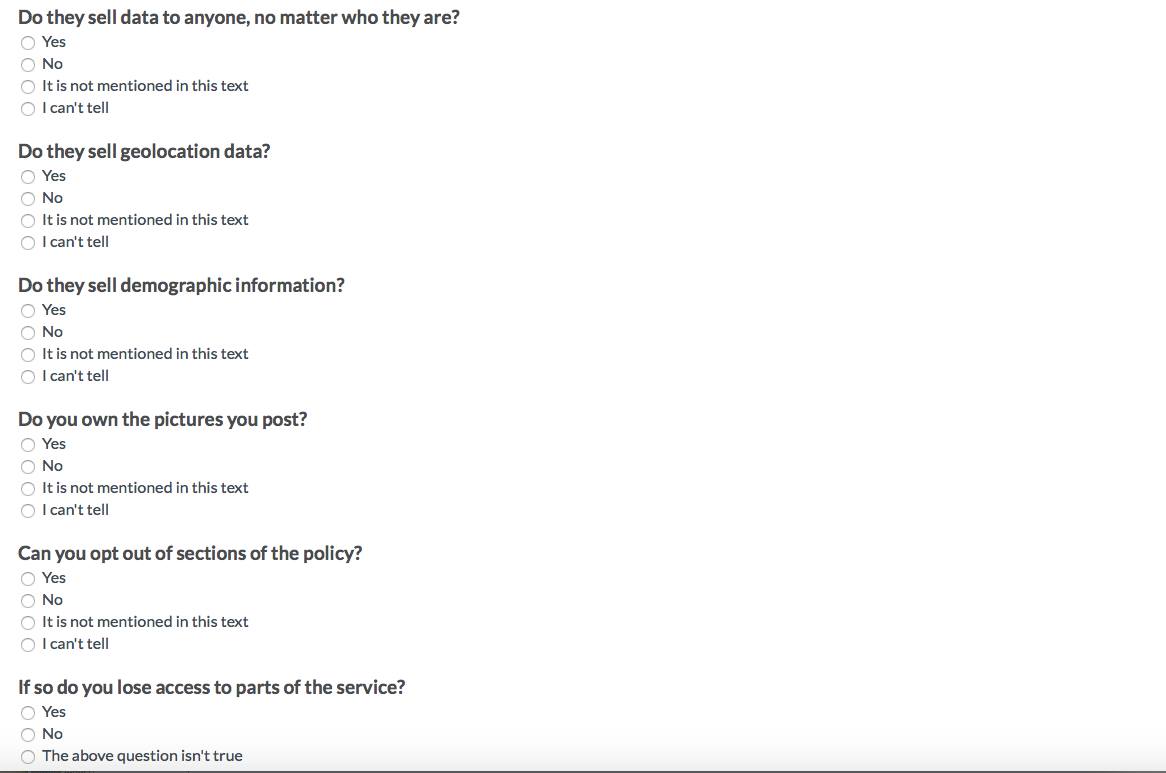 Do they sell data to anyone, no matter who they are?
Yes
No
It is not mentioned in this text
I can't tell
Do they sell geolocation data?
Yes
No
It is not mentioned in this text
I can't tell
Do they sell demographic information?
Yes
No
It is not mentioned in this text
I can't tell
Do you own the pictures you post?
Yes
No
It is not mentioned in this text
I can't tell
Can you opt out of sections of the policy?
Yes
No
It is not mentioned in this text
I can't tell
If so do you lose access to parts of the service?
Yes
No
The above question isn't true